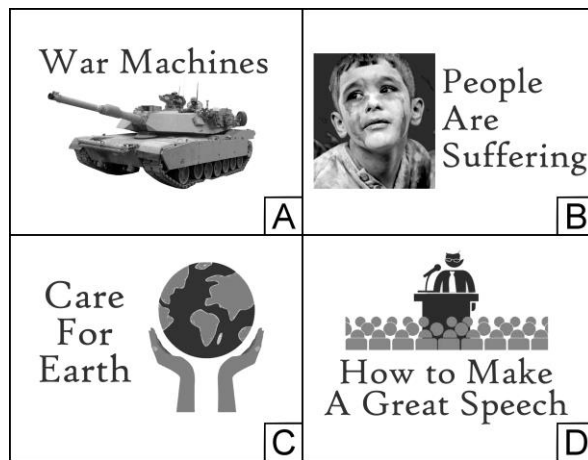 War Machines
A
People
Are
Suffering
B
Care
For
Earth
C
How to Make
A Great Speech
D